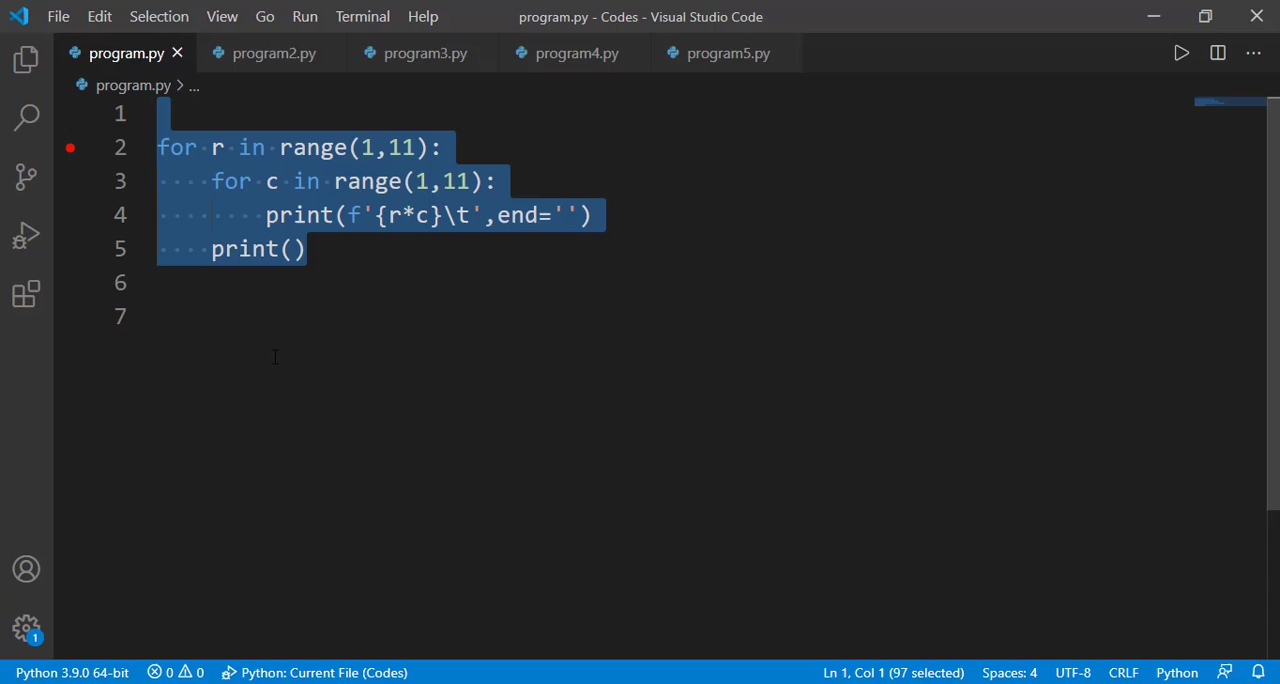 File Edit Selection View Go Run Terminal Help program.py - Codes - Visual Studio Code
program.py program2.py program3.py program4.py program5.py
program.py > ...
1
2 for r in range(1,11):
3     for c in range(1,11):
4         print(f'{r*c}\t',end='')
5     print()
6
7
1
Python 3.9.0 64-bit 0 0 Python: Current File (Codes) Ln 1, Col 1 (97 selected) Spaces: 4 UTF-8 CRLF Python